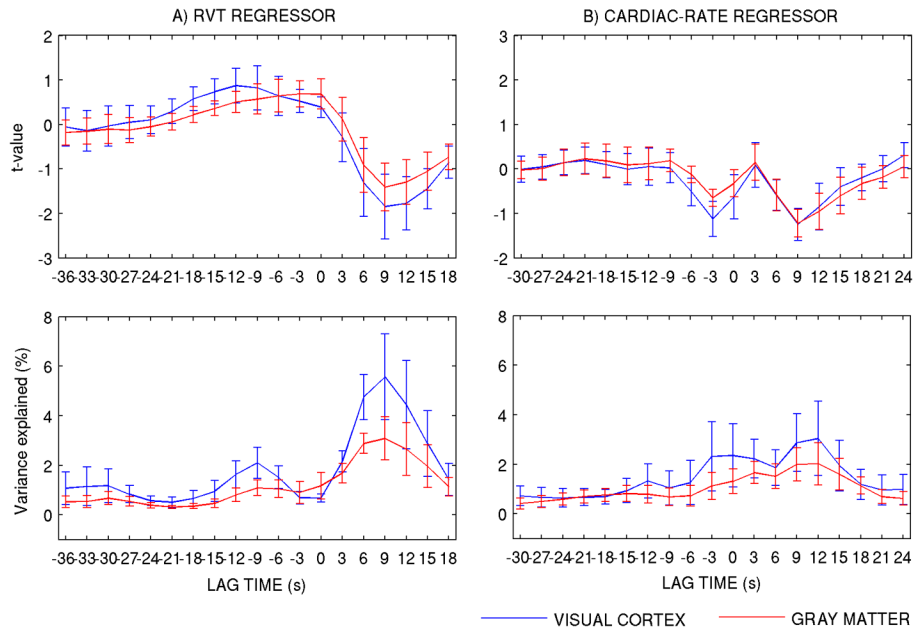 A) RVT REGRESSOR
B) CARDIAC-RATE REGRESSOR
t-value
2
1
0
-1
-2
-3
-36 -33 -30 -27 -24 -21 -18 -15 -12 -9 -6 -3 0 3 6 9 12 15 18
3
2
1
0
-1
-2
-30 -27 -24 -21 -18 -15 -12 -9 -6 -3 0 3 6 9 12 15 18 21 24
Variance explained (%)
8
6
4
2
0
-36 -33 -30 -27 -24 -21 -18 -15 -12 -9 -6 -3 0 3 6 9 12 15 18
LAG TIME (s)
8
6
4
2
0
-30 -27 -24 -21 -18 -15 -12 -9 -6 -3 0 3 6 9 12 15 18 21 24
LAG TIME (s)
VISUAL CORTEX
GRAY MATTER